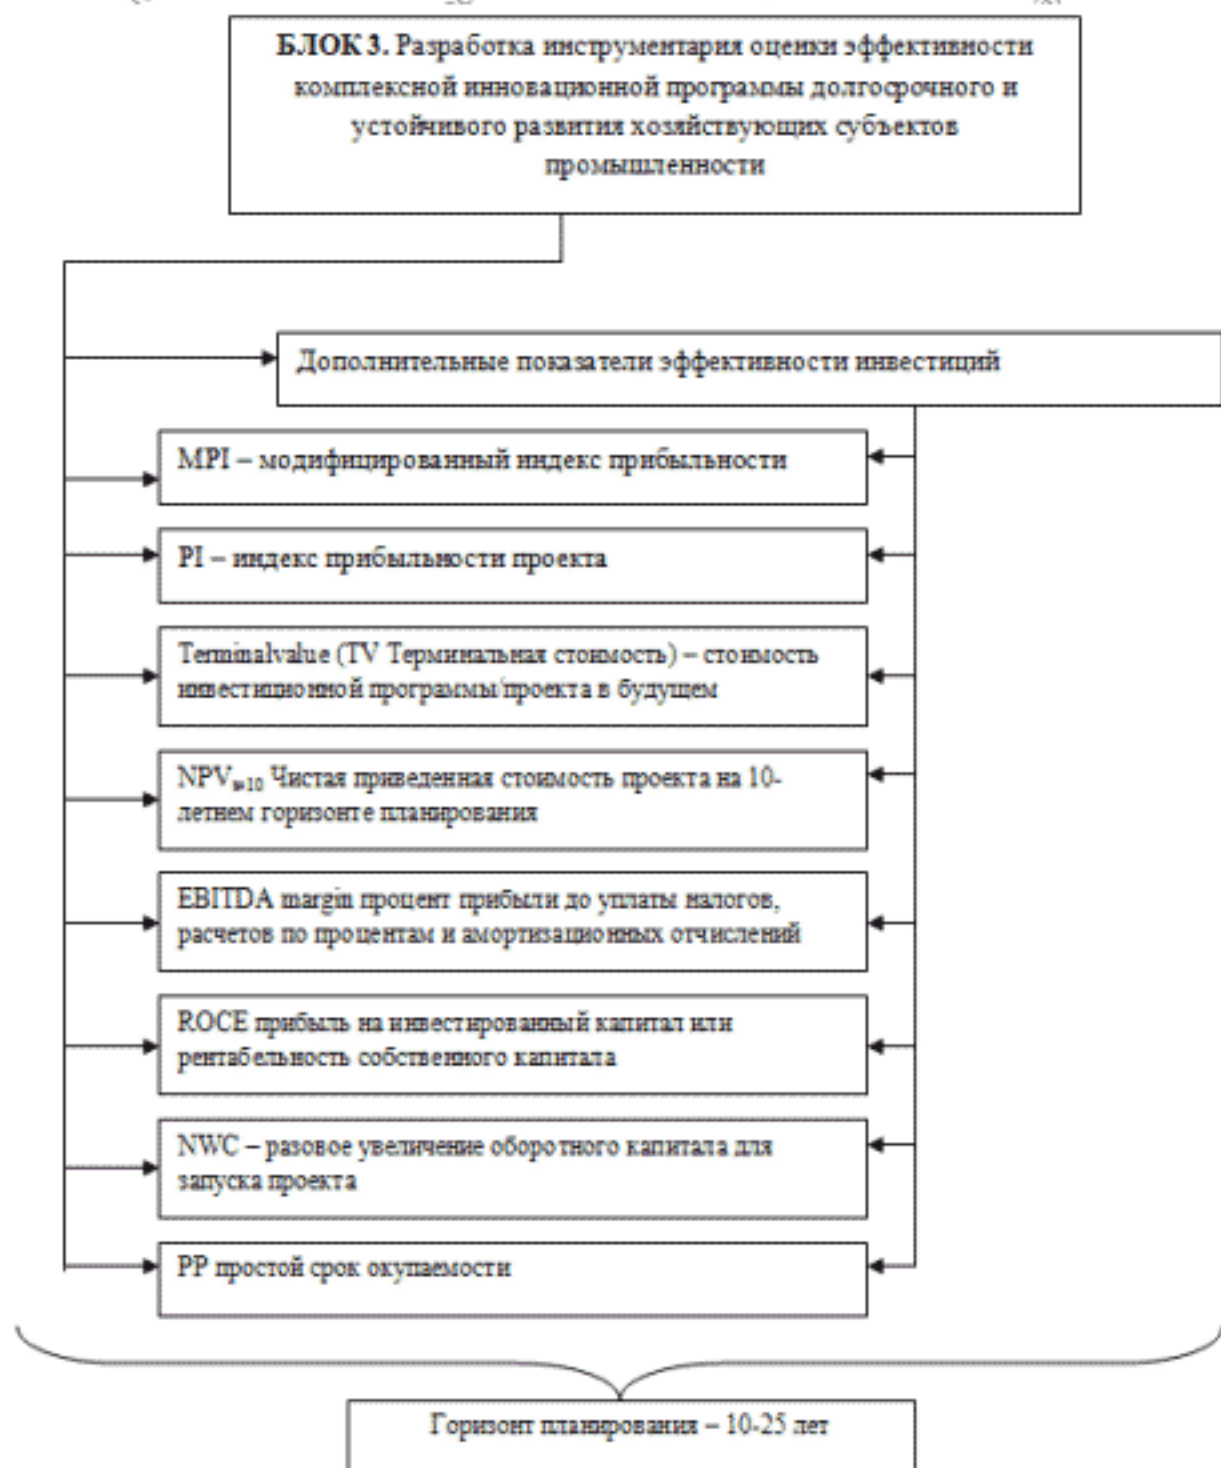 БЛОК 3. Разработка инструментария оценки эффективности
комплексной инновационной программы долгосрочного и
устойчивого развития хозяйствующих субъектов
промышленности
Дополнительные показатели эффективности инвестиций
MPI – модифицированный индекс прибыльности
PI – индекс прибыльности проекта
Terminalvalue (TV Терминальная стоимость) – стоимость
инвестиционной программы/проекта в будущем
NPV Чистая приведенная стоимость проекта на 10-
летнем горизонте планирования
EBITDA margin процент прибыли до уплаты налогов,
расчетов по процентам и амортизационных отчислений
ROCE прибыль на инвестированный капитал или
рентабельность собственного капитала
NWC – разовое увеличение оборотного капитала для
запуска проекта
PP простой срок окупаемости
Горизонт планирования – 10-25 лет